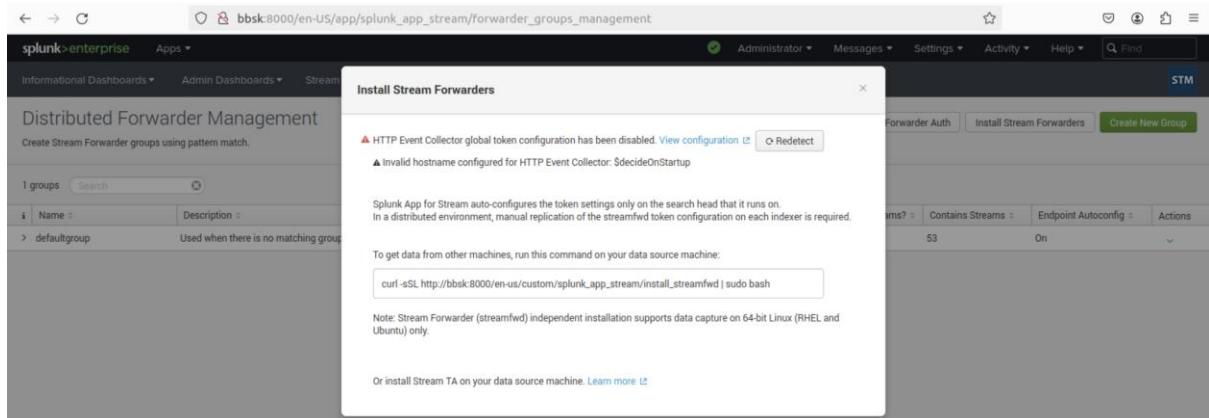 bbsk:8000/en-US/app/splunk_app_stream/forwarder_groups_management
splunk>enterprise Apps Administrator Messages Settings Activity Help Find
Informational Dashboards Admin Dashboards Stream STM
Install Stream Forwarders
Distributed Forwarder Management
Forwarder Auth Install Stream Forwarders Create New Group
Create Stream Forwarder groups using pattern match.
HTTP Event Collector global token configuration has been disabled. View configuration Redetect
Invalid hostname configured for HTTP Event Collector: $decideOnStartup
1 groups Search
Splunk App for Stream auto-configures the token settings only on the search head that it runs on.
In a distributed environment, manual replication of the streamfwd token configuration on each indexer is required.
i Name Description ams? Contains Streams Endpoint Autoconfig Actions
defaultgroup Used when there is no matching group 53 On
To get data from other machines, run this command on your data source machine:
curl -sSL http://bbsk:8000/en-us/custom/splunk_app_stream/install_streamfwd | sudo bash
Note: Stream Forwarder (streamfwd) independent installation supports data capture on 64-bit Linux (RHEL and
Ubuntu) only.
Or install Stream TA on your data source machine. Learn more